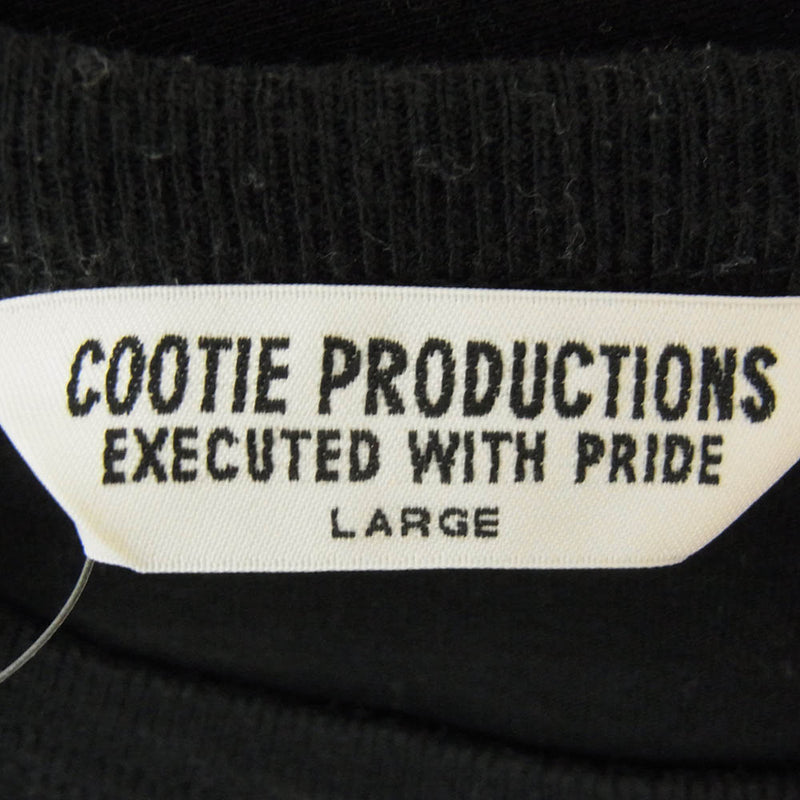 COOTIE PRODUCTIONS
EXECUTED WITH PRIDE
LARGE